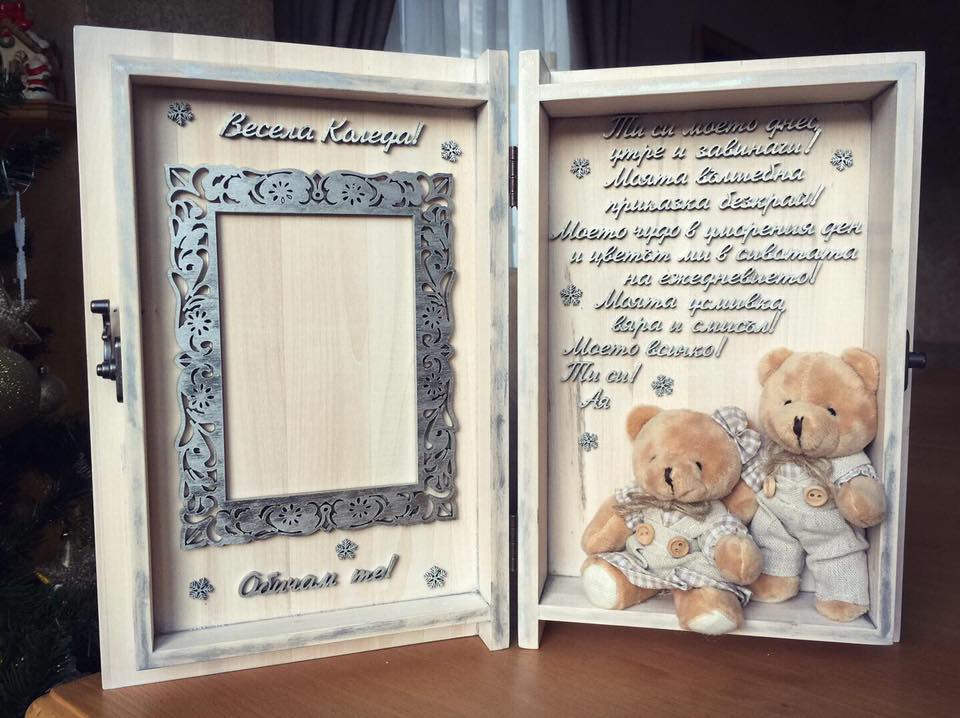 Весела Коледа!
Обичам те!
Ти си моето днес,
утре и завинаги!
Моята вълшебна
приказка безкрай!
Моето чудо в уморения ден
и цветът ми в сивотата
на ежедневието!
Моята усмивка,
вяра и смисъл!
Моето всичко!
Ти си!
Ая